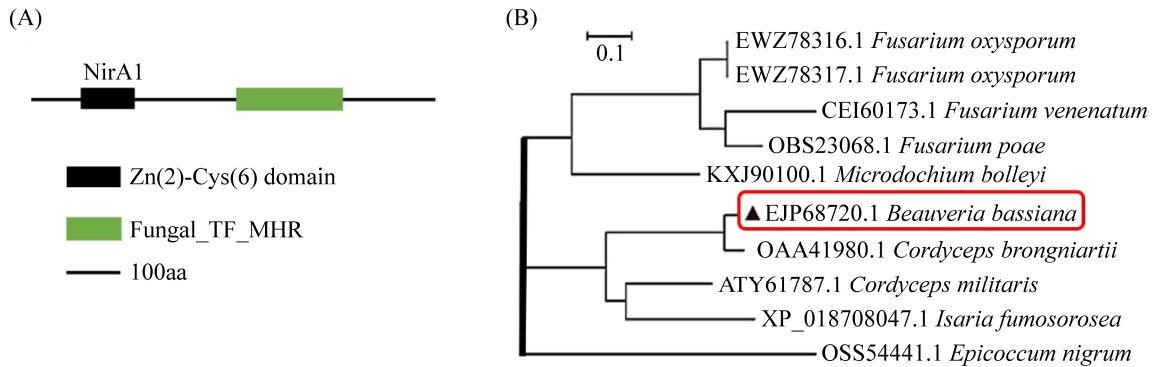 (A)
NirA1
Zn(2)-Cys(6) domain
Fungal_TF_MHR
100aa
(B)
0.1
EWZ78316.1 Fusarium oxysporum
EWZ78317.1 Fusarium oxysporum
CEI60173.1 Fusarium venenatum
OBS23068.1 Fusarium poae
KXJ90100.1 Microdochium bolleyi
▲ EJP68720.1 Beauveria bassiana
OAA41980.1 Cordyceps brongniartii
ATY61787.1 Cordyceps militaris
XP_018708047.1 Isaria fumosorosea
OSS54441.1 Epicoccum nigrum